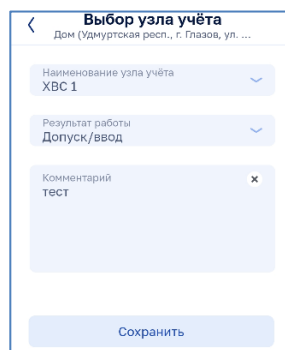 Выбор узла учёта
Дом (Удмуртская респ., г. Глазов, ул. ...
Наименование узла учёта
ХВС 1
Результат работы
Допуск/ввод
Комментарий
тест
Сохранить